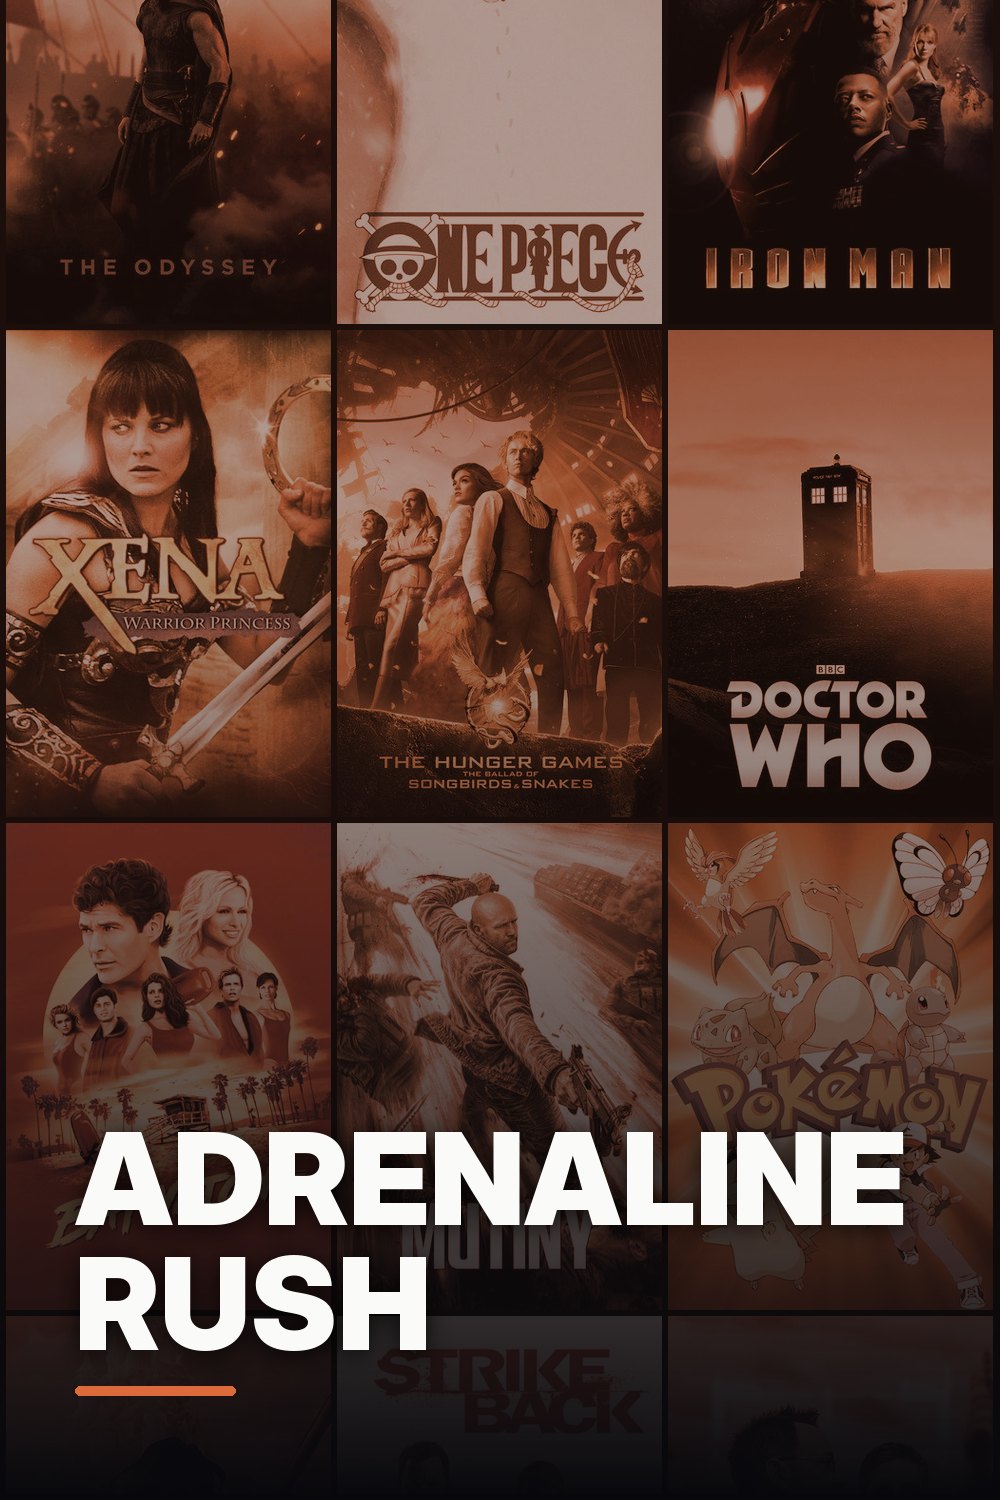 THE ODYSSEY
ONE PIECE
IRON MAN
XENA
WARRIOR PRINCESS
THE HUNGER GAMES
THE BALLAD OF
SONGBIRDS & SNAKES
BBC
DOCTOR
WHO
POKéMON
ADRENALINE
MUTINY
RUSH
STRIKE
BACK